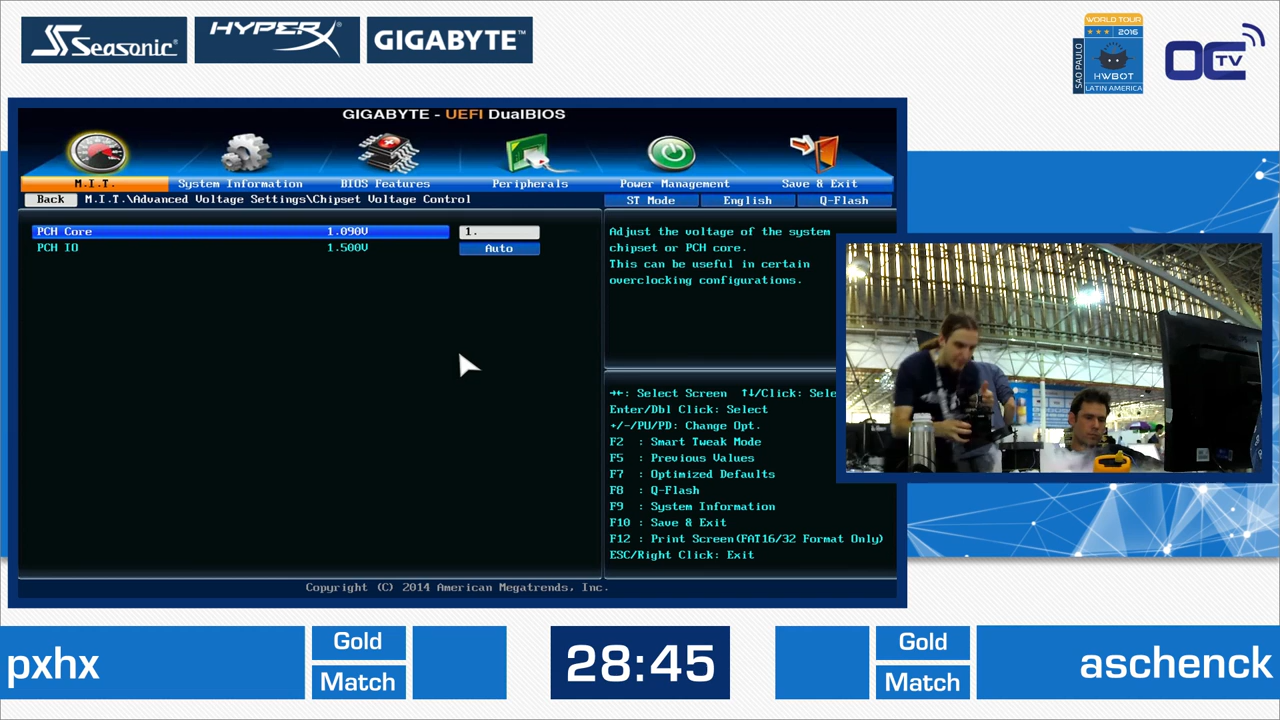 SEASONIC®
HYPERX®
GIGABYTE™
WORLD TOUR
2016
SAO PAULO
HWBOT
LATIN AMERICA
OCTV
GIGABYTE - UEFI DualBIOS
M.I.T.
System Information
BIOS Features
Peripherals
Power Management
Save & Exit
Back
M.I.T.\Advanced Voltage Settings\Chipset Voltage Control
ST Mode
English
Q-Flash
PCH Core 1.090V 1.
PCH IO 1.500V Auto
Adjust the voltage of the system
chipset or PCH core.
This can be useful in certain
overclocking configurations.
→←: Select Screen ↑↓/Click: Sele
Enter/Dbl Click: Select
+/-/PU/PD: Change Opt.
F2 : Smart Tweak Mode
F5 : Previous Values
F7 : Optimized Defaults
F8 : Q-Flash
F9 : System Information
F10 : Save & Exit
F12 : Print Screen(FAT16/32 Format Only)
ESC/Right Click: Exit
Copyright (C) 2014 American Megatrends, Inc.
pxhx
Gold
Match
28:45
Gold
Match
aschenck